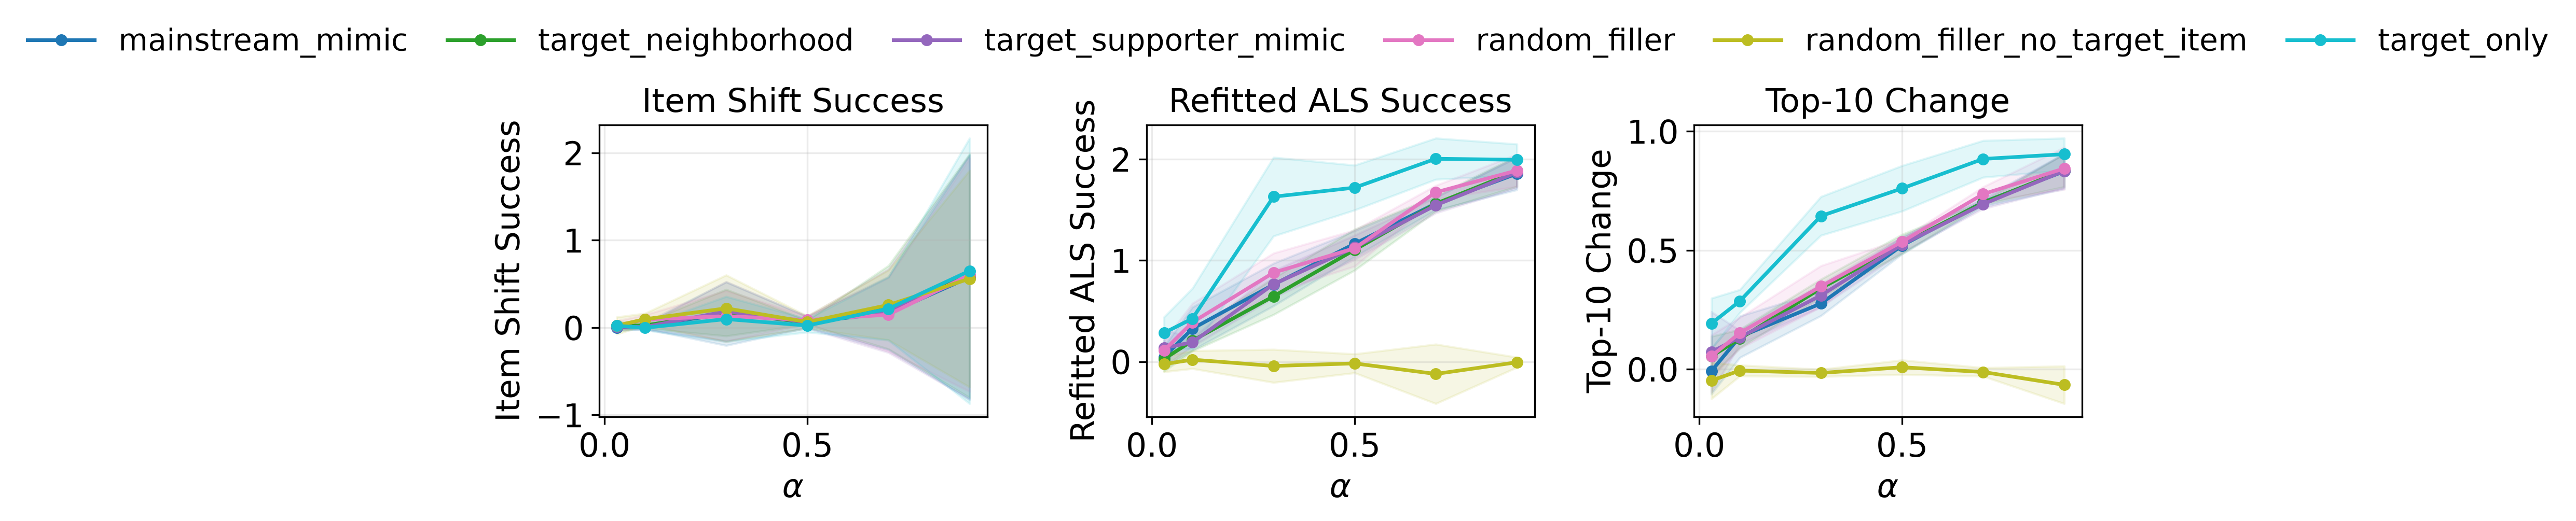 mainstream_mimic target_neighborhood target_supporter_mimic random_filler random_filler_no_target_item target_only
Item Shift Success
Item Shift Success
2
1
0
−1
0.0 0.5
α
Refitted ALS Success
Refitted ALS Success
2
1
0
0.0 0.5
α
Top-10 Change
Top-10 Change
1.0
0.5
0.0
0.0 0.5
α